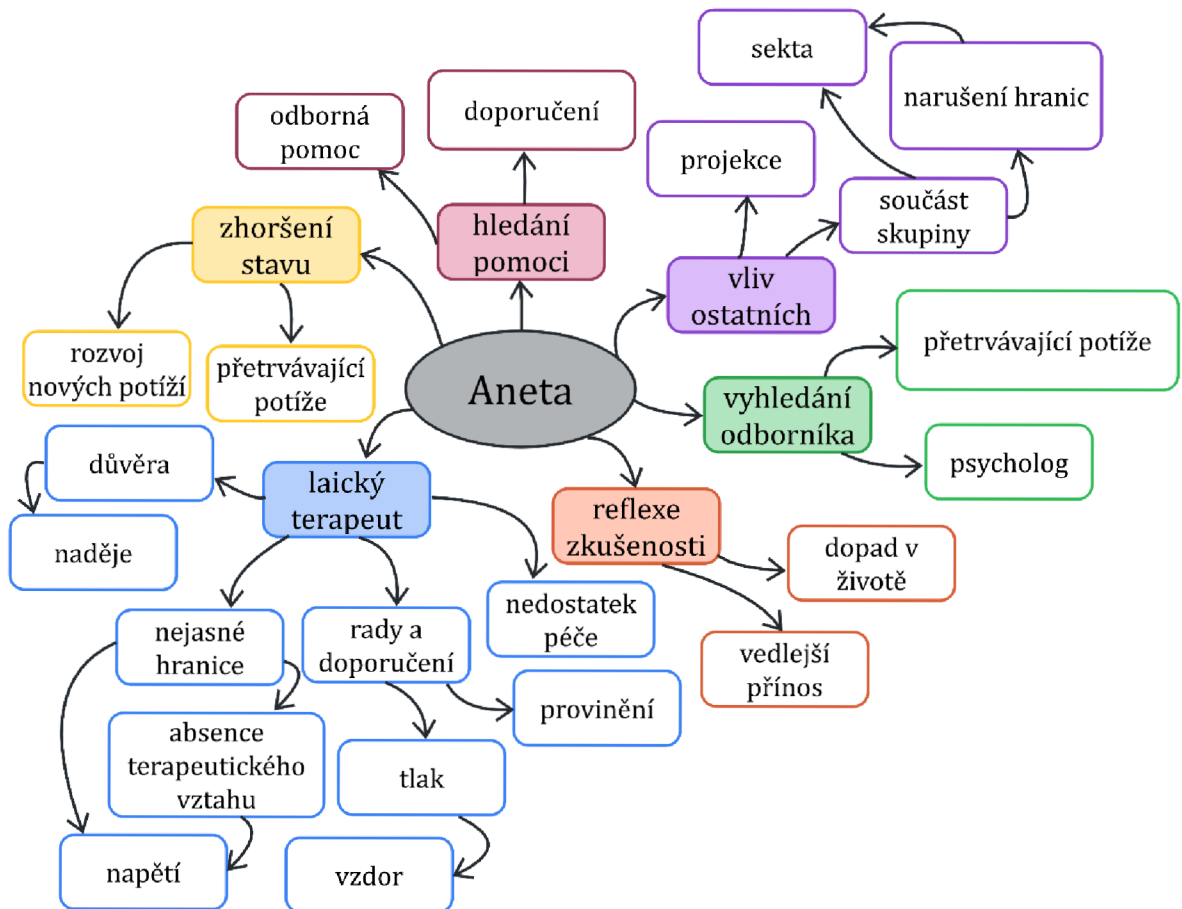 sekta
narušení hranic
odborná
pomoc
doporučení
projekce
součást
skupiny
zhoršení
stavu
hledání
pomoci
vliv
ostatních
rozvoj
nových potíží
přetrvávající
potíže
Aneta
přetrvávající potíže
vyhledání
odborníka
psycholog
důvěra
laický
terapeut
reflexe
zkušenosti
naděje
dopad v
životě
nejasné
hranice
rady a
doporučení
nedostatek
péče
vedlejší
přínos
provinění
absence
terapeutického
vztahu
tlak
napětí
vzdor